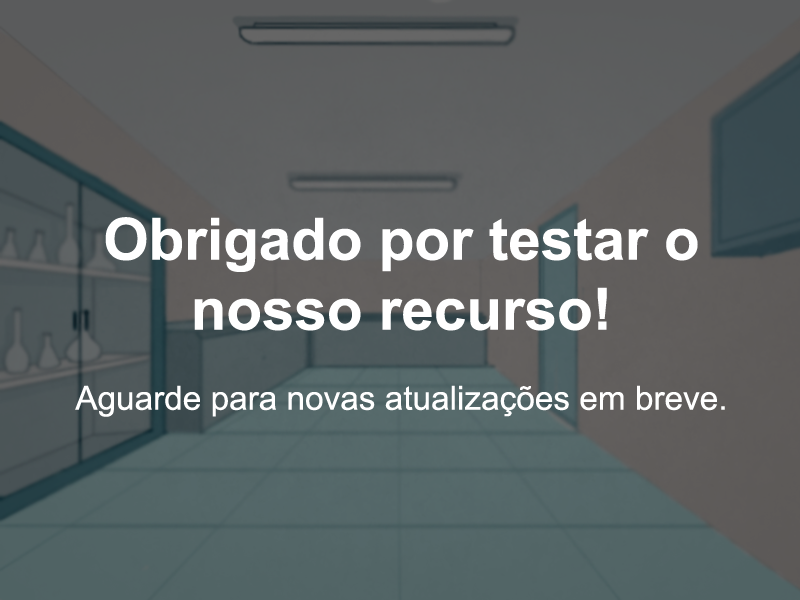 Obrigado por testar o
nosso recurso!
Aguarde para novas atualizações em breve.